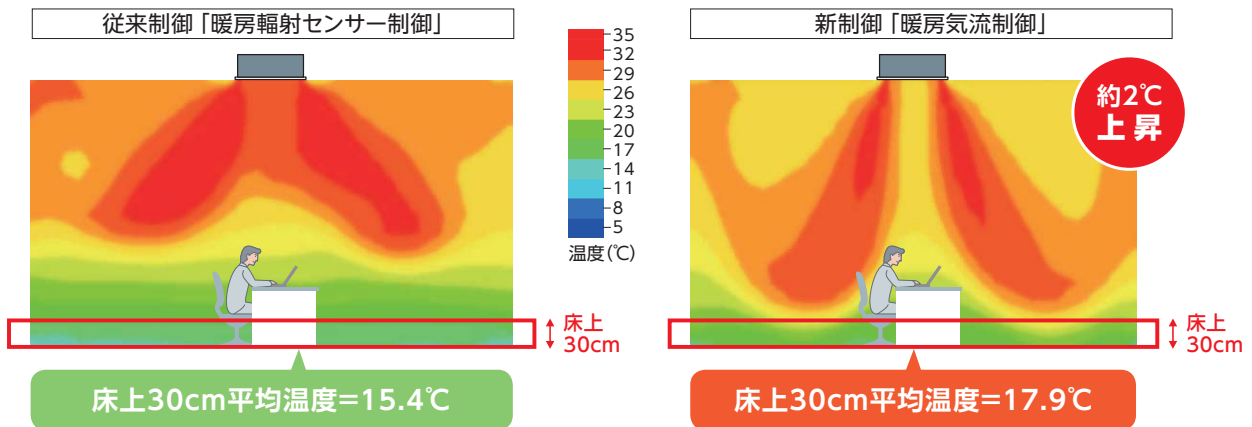 従来制御「暖房輻射センサー制御」
35
32
29
26
23
20
17
14
11
8
5
温度(℃)
新制御「暖房気流制御」
約2℃
上昇
床上
30cm
床上
30cm
床上30cm平均温度=15.4℃
床上30cm平均温度=17.9℃